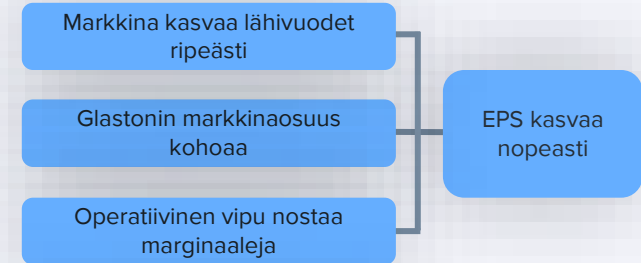 Markkina kasvaa lähivuodet
ripeästi
Glastonin markkinaosuus
kohoaa
EPS kasvaa
nopeasti
Operatiivinen vipu nostaa
marginaaleja